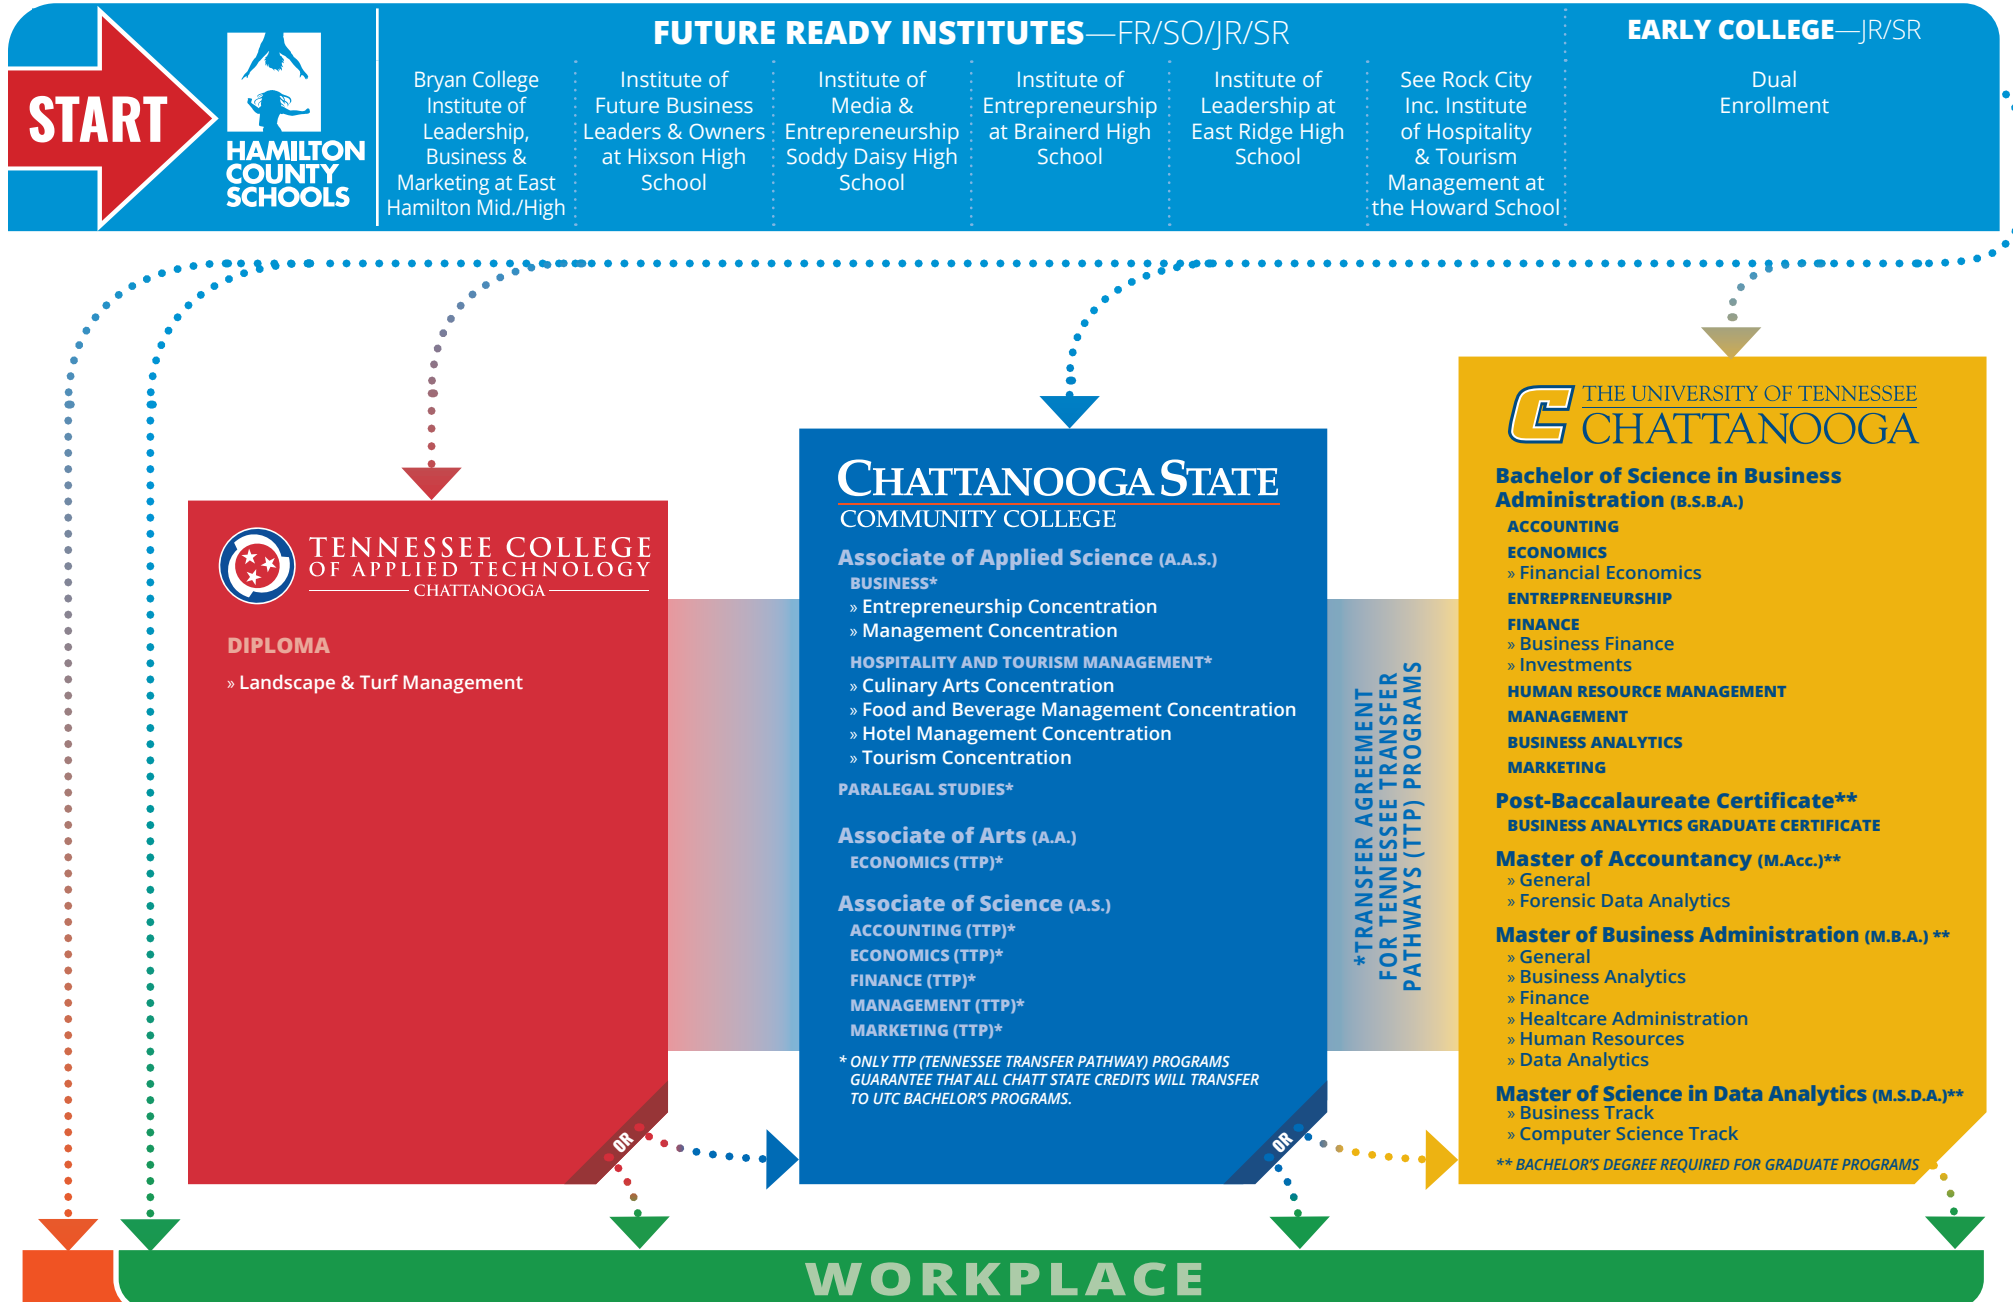 START
HAMILTON
COUNTY
SCHOOLS
FUTURE READY INSTITUTES—FR/SO/JR/SR
Bryan College
Institute of
Leadership,
Business &
Marketing at East
Hamilton Mid./High
Institute of
Future Business
Leaders & Owners
at Hixson High
School
Institute of
Media &
Entrepreneurship
Soddy Daisy High
School
Institute of
Entrepreneurship
at Brainerd High
School
Institute of
Leadership at
East Ridge High
School
See Rock City
Inc. Institute
of Hospitality
& Tourism
Management at
the Howard School
EARLY COLLEGE—JR/SR
Dual
Enrollment
TENNESSEE COLLEGE
OF APPLIED TECHNOLOGY
CHATTANOOGA
DIPLOMA
» Landscape & Turf Management
OR
CHATTANOOGA STATE
COMMUNITY COLLEGE
Associate of Applied Science (A.A.S.)
BUSINESS*
» Entrepreneurship Concentration
» Management Concentration
HOSPITALITY AND TOURISM MANAGEMENT*
» Culinary Arts Concentration
» Food and Beverage Management Concentration
» Hotel Management Concentration
» Tourism Concentration
PARALEGAL STUDIES*
Associate of Arts (A.A.)
ECONOMICS (TTP)*
Associate of Science (A.S.)
ACCOUNTING (TTP)*
ECONOMICS (TTP)*
FINANCE (TTP)*
MANAGEMENT (TTP)*
MARKETING (TTP)*
* ONLY TTP (TENNESSEE TRANSFER PATHWAY) PROGRAMS
GUARANTEE THAT ALL CHATT STATE CREDITS WILL TRANSFER
TO UTC BACHELOR'S PROGRAMS.
OR
*TRANSFER AGREEMENT
FOR TENNESSEE TRANSFER
PATHWAYS (TTP) PROGRAMS
C
THE UNIVERSITY OF TENNESSEE
CHATTANOOGA
Bachelor of Science in Business
Administration (B.S.B.A.)
ACCOUNTING
ECONOMICS
» Financial Economics
ENTREPRENEURSHIP
FINANCE
» Business Finance
» Investments
HUMAN RESOURCE MANAGEMENT
MANAGEMENT
BUSINESS ANALYTICS
MARKETING
Post-Baccalaureate Certificate**
BUSINESS ANALYTICS GRADUATE CERTIFICATE
Master of Accountancy (M.Acc.)**
» General
» Forensic Data Analytics
Master of Business Administration (M.B.A.) **
» General
» Business Analytics
» Finance
» Healtcare Administration
» Human Resources
» Data Analytics
Master of Science in Data Analytics (M.S.D.A.)**
» Business Track
» Computer Science Track
** BACHELOR'S DEGREE REQUIRED FOR GRADUATE PROGRAMS
WORKPLACE